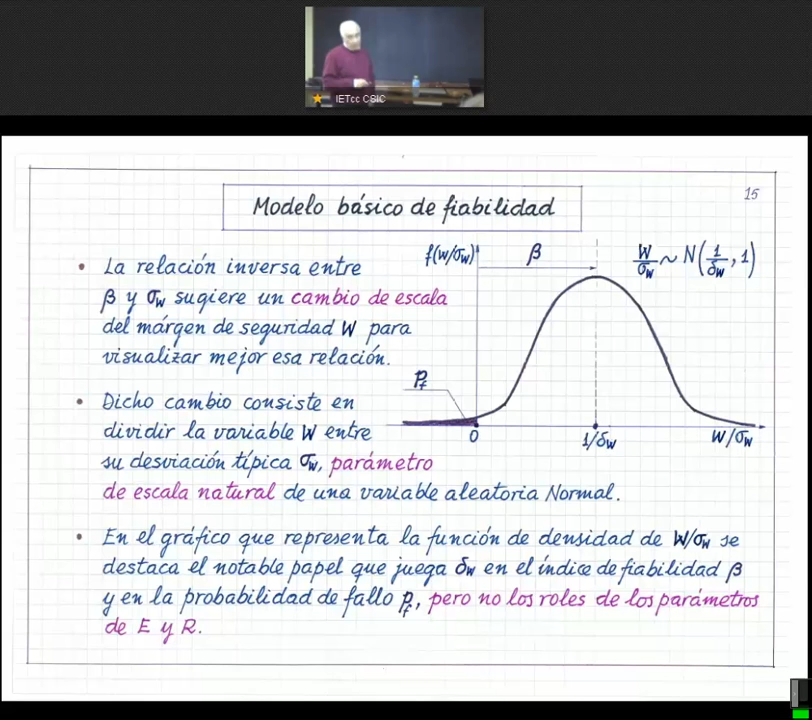 IETcc CSIC
Modelo básico de fiabilidad
15
• La relación inversa entre
β y σw sugiere un cambio de escala
del márgen de seguridad W para
visualizar mejor esa relación.
• Dicho cambio consiste en
dividir la variable W entre
su desviación típica σw, parámetro
de escala natural de una variable aleatoria Normal.
f(w/σw)
β
W/σw ~ N(1/δw, 1)
pf
0
1/δw
W/σw
• En el gráfico que representa la función de densidad de W/σw se
destaca el notable papel que juega δw en el índice de fiabilidad β
y en la probabilidad de fallo pf, pero no los roles de los parámetros
de E y R.